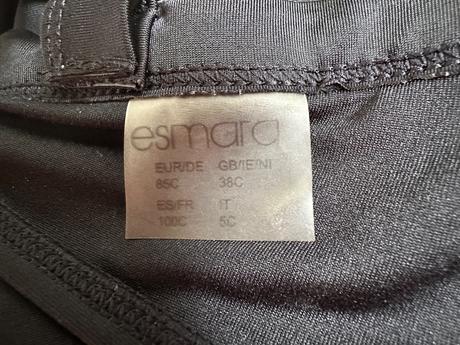 esmara
EUR/DE GB/IE/NI
85C 38C
ES/FR IT
100C 5C